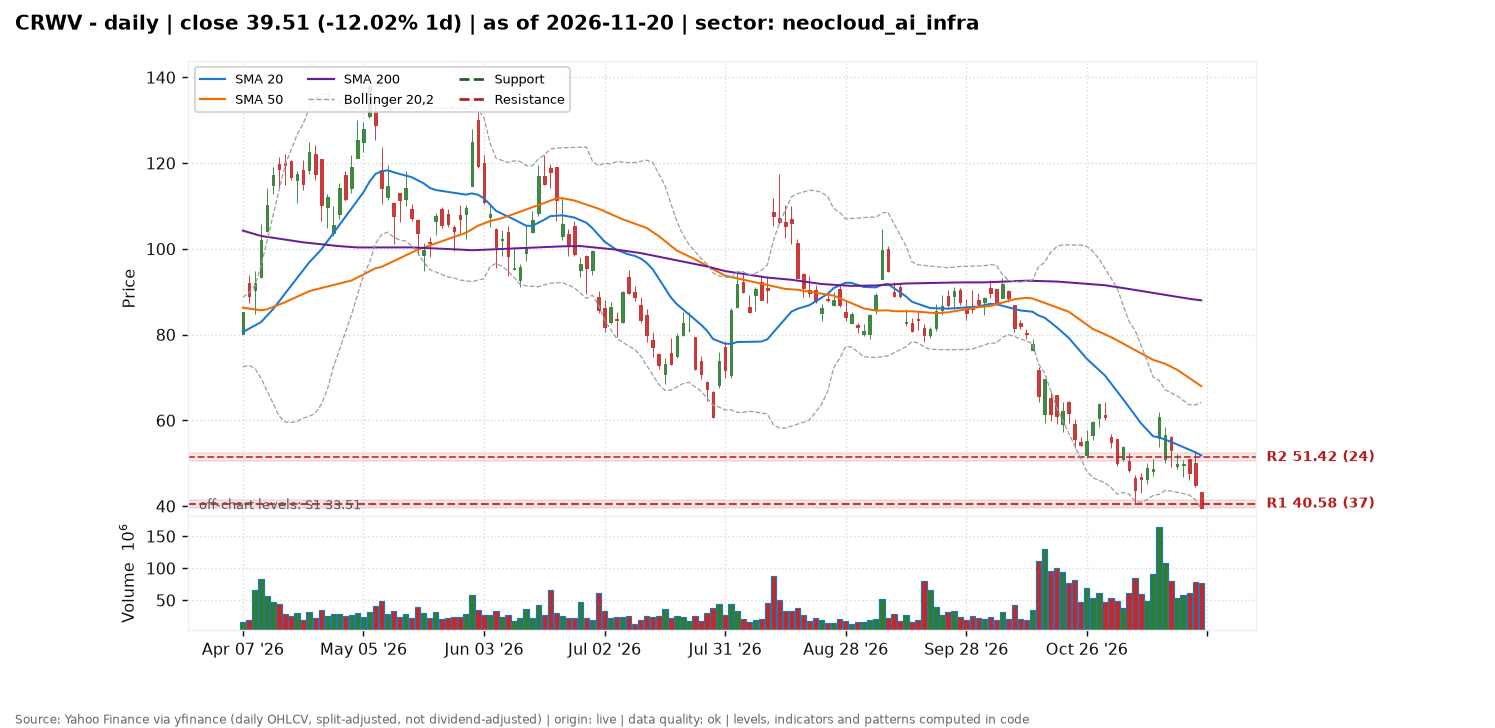 CRWV - daily | close 39.51 (-12.02% 1d) | as of 2026-11-20 | sector: neocloud_ai_infra
SMA 20 SMA 200 Support
SMA 50 Bollinger 20,2 Resistance
Price
140
120
100
80
60
40
R2 51.42 (24)
R1 40.58 (37)
off-chart levels: S1 33.51
Volume 10⁶
150
100
50
Apr 07 '26 May 05 '26 Jun 03 '26 Jul 02 '26 Jul 31 '26 Aug 28 '26 Sep 28 '26 Oct 26 '26
Source: Yahoo Finance via yfinance (daily OHLCV, split-adjusted, not dividend-adjusted) | origin: live | data quality: ok | levels, indicators and patterns computed in code